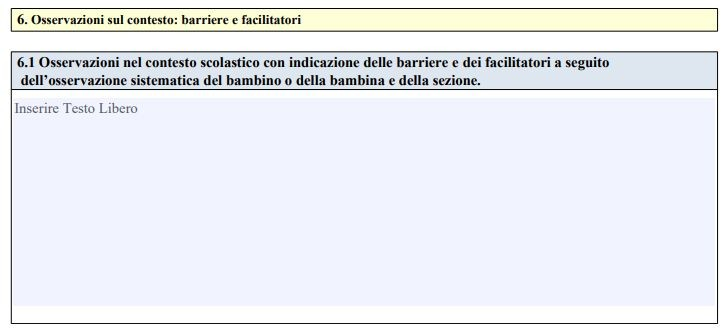 6. Osservazioni sul contesto: barriere e facilitatori
6.1 Osservazioni nel contesto scolastico con indicazione delle barriere e dei facilitatori a seguito
dell'osservazione sistematica del bambino o della bambina e della sezione.
Inserire Testo Libero